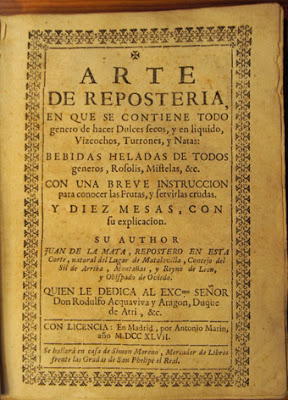 ARTE
DE REPOSTERIA,
EN QUE SE CONTIENE TODO
genero de hacer Dulces secos, y en liquido,
Vizcochos, Turrones, y Natas:
BEBIDAS HELADAS DE TODOS
generos, Rosolis, Mistelas, &c.
CON UNA BREVE INSTRUCCION
para conocer las Frutas, y servirlas crudas.
Y DIEZ MESAS, CON
su explicacion.
SU AUTHOR
JUAN DE LA MATA, REPOSTERO EN ESTA
Corte, natural del Lugar de Matalavilla, Concejo del
Sil de Arriba, Montañas, y Reyno de Leon,
y Obispado de Oviedo.
QUIEN LE DEDICA AL EXC.mo SEÑOR
Don Rodulfo Acquaviva y Aragon, Duque
de Atri, &c.
CON LICENCIA: En Madrid, por Antonio Marin,
año M.DCC XLVII.
Se hallará en casa de Simon Moreno, Mercader de Libros
frente las Gradas de San Phelipe el Real.